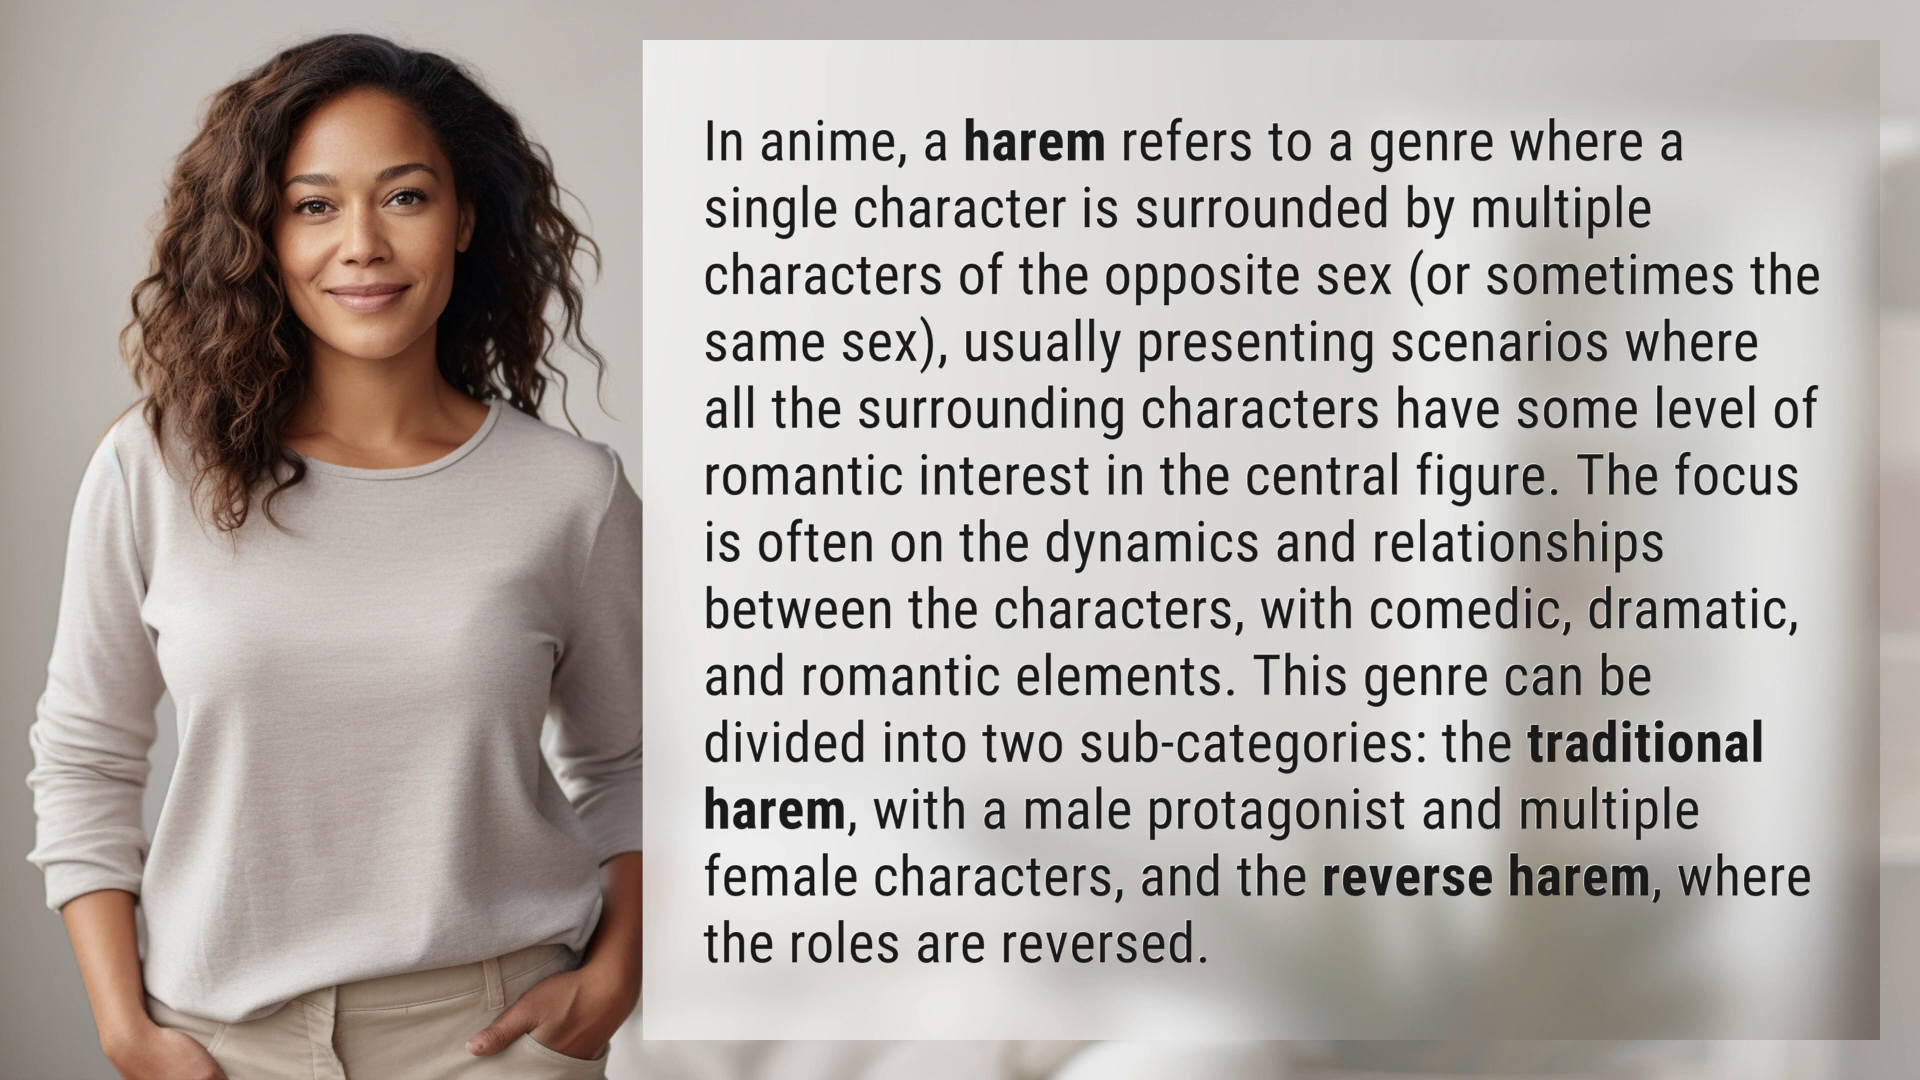 In anime, a harem refers to a genre where a
single character is surrounded by multiple
characters of the opposite sex (or sometimes the
same sex), usually presenting scenarios where
all the surrounding characters have some level of
romantic interest in the central figure. The focus
is often on the dynamics and relationships
between the characters, with comedic, dramatic,
and romantic elements. This genre can be
divided into two sub-categories: the traditional
harem, with a male protagonist and multiple
female characters, and the reverse harem, where
the roles are reversed.